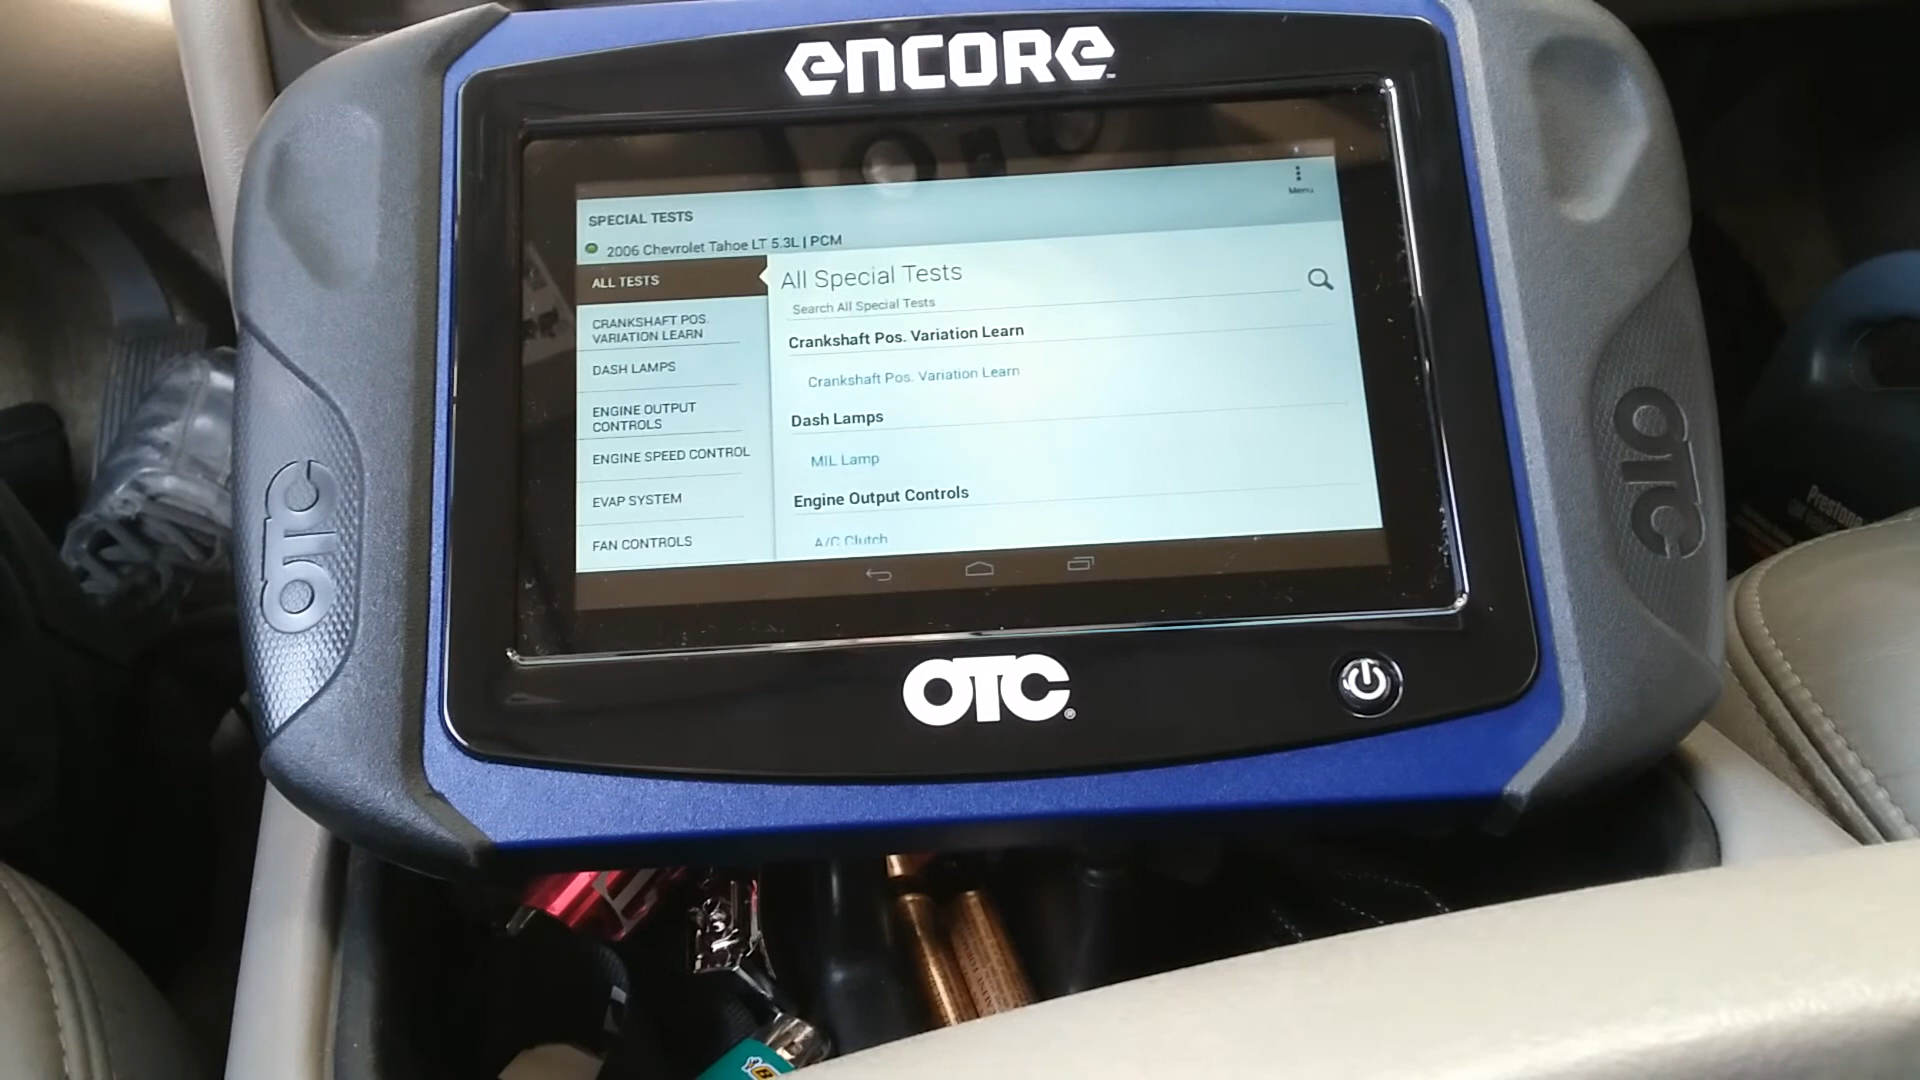 encore™
Menu
SPECIAL TESTS
2006 Chevrolet Tahoe LT 5.3L | PCM
ALL TESTS
CRANKSHAFT POS.
VARIATION LEARN
DASH LAMPS
ENGINE OUTPUT
CONTROLS
ENGINE SPEED CONTROL
EVAP SYSTEM
FAN CONTROLS
All Special Tests
Search All Special Tests
Crankshaft Pos. Variation Learn
Crankshaft Pos. Variation Learn
Dash Lamps
MIL Lamp
Engine Output Controls
A/C Clutch
OTC®
OTC
OTC
Prestone